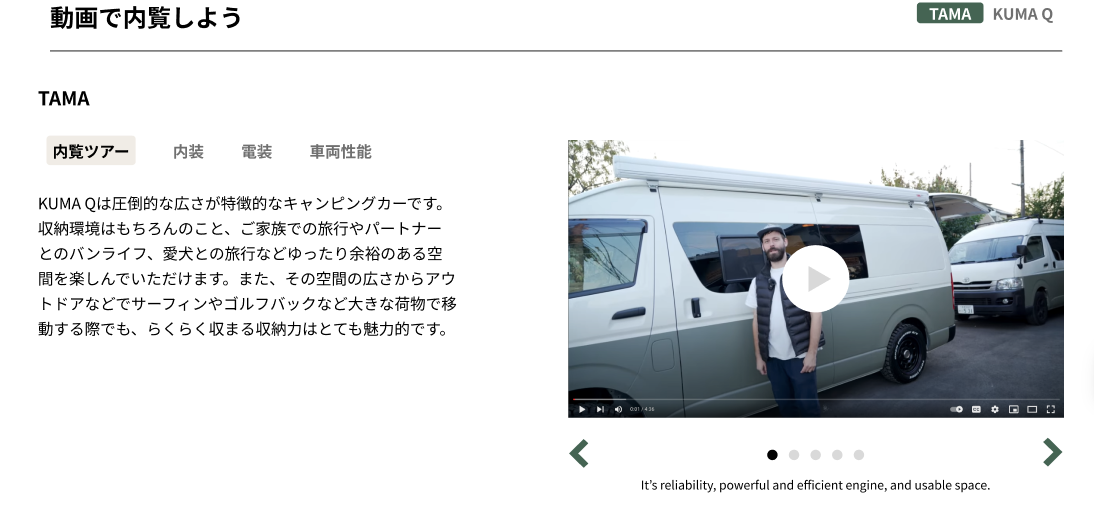 動画で内覧しよう
TAMA KUMA Q
TAMA
内覧ツアー 内装 電装 車両性能
KUMA Qは圧倒的な広さが特徴的なキャンピングカーです。
収納環境はもちろんのこと、ご家族での旅行やパートナー
とのバンライフ、愛犬との旅行などゆったり余裕のある空
間を楽しんでいただけます。また、その空間の広さからアウ
トドアなどでサーフィンやゴルフバックなど大きな荷物で移
動する際でも、らくらく収まる収納力はとても魅力的です。
0:01 / 4:36
It's reliability, powerful and efficient engine, and usable space.